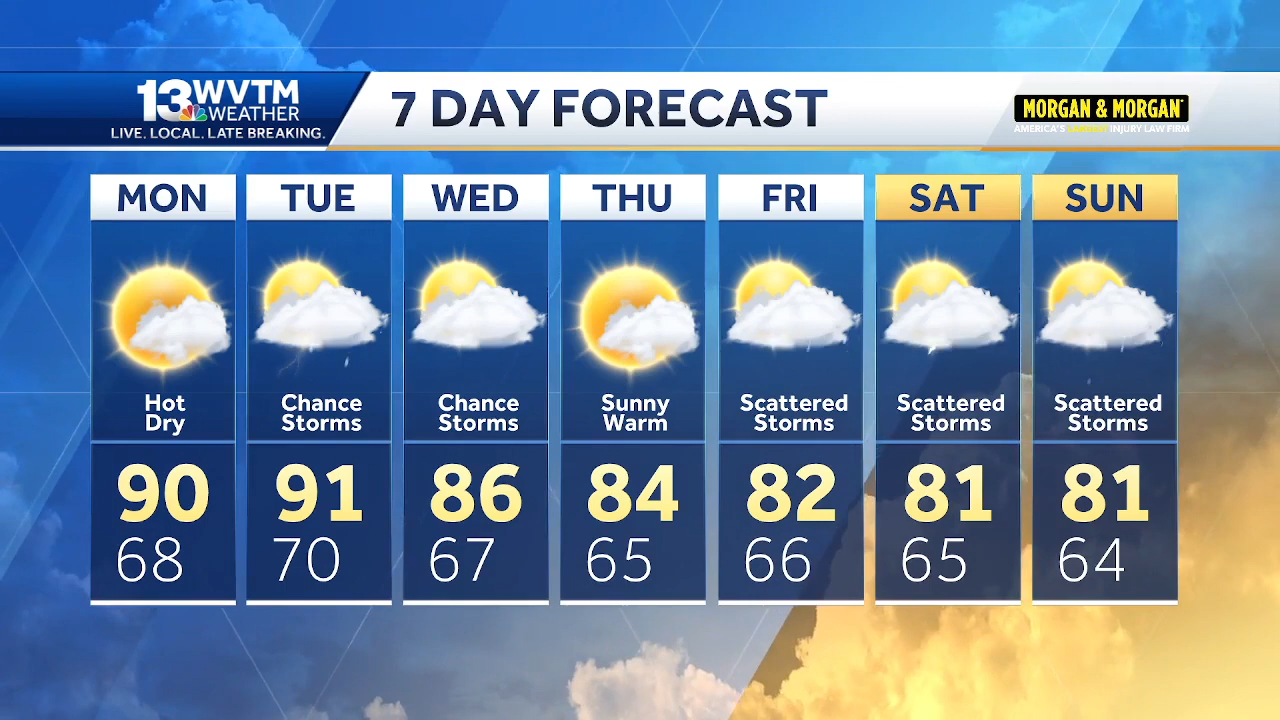 13 WVTM
WEATHER
LIVE. LOCAL. LATE BREAKING.
7 DAY FORECAST
MORGAN & MORGAN
AMERICA'S LARGEST INJURY LAW FIRM
MON TUE WED THU FRI SAT SUN
Hot Chance Chance Sunny Scattered Scattered Scattered
Dry Storms Storms Warm Storms Storms Storms
90 91 86 84 82 81 81
68 70 67 65 66 65 64